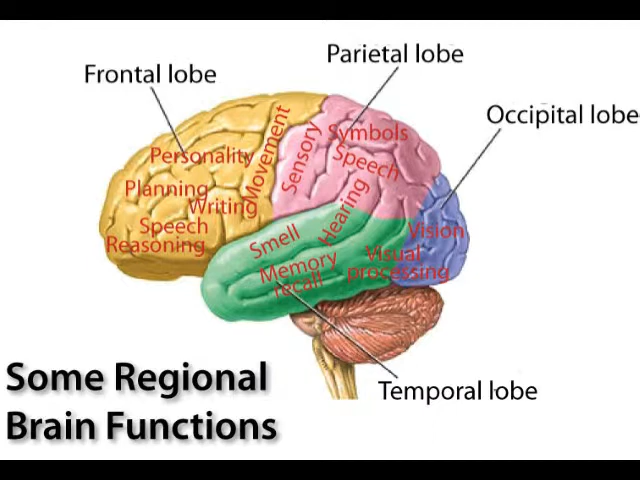 Parietal lobe
Frontal lobe
Occipital lobe
Symbols
Speech
Sensory
Movement
Personality
Planning
Writing
Speech
Reasoning
Hearing
Smell
Memory
recall
Vision
Visual
processing
Temporal lobe
Some Regional
Brain Functions